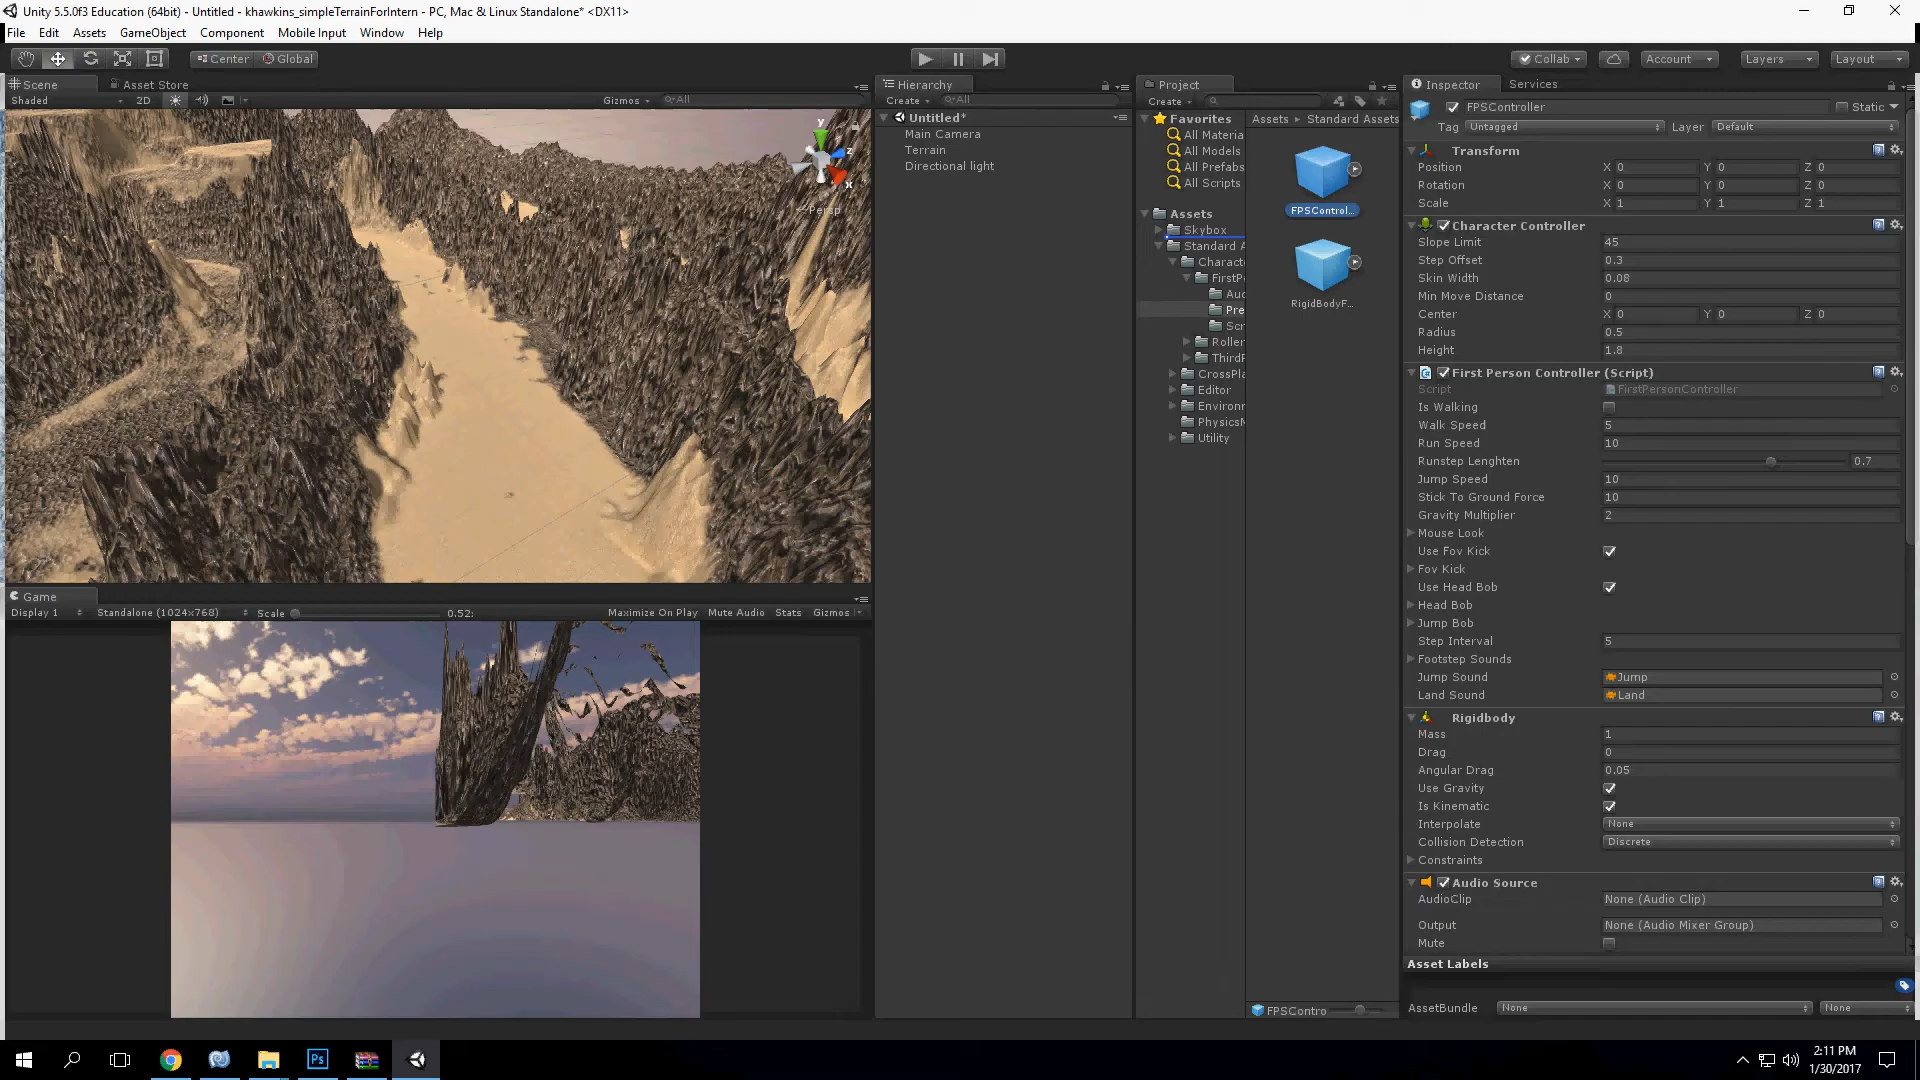 Unity 5.5.0f3 Education (64bit) - Untitled - khawkins_simpleTerrainForIntern - PC, Mac & Linux Standalone* <DX11>
File Edit Assets GameObject Component Mobile Input Window Help
Center Global
Collab Account Layers Layout
Scene Asset Store
Shaded 2D Gizmos All
y
z
x
Persp
Game
Display 1 Standalone (1024x768) Scale 0.52: Maximize On Play Mute Audio Stats Gizmos
Hierarchy
Create All
Untitled*
Main Camera
Terrain
Directional light
Project
Create
Favorites
All Materia
All Models
All Prefabs
All Scripts
Assets
Skybox
Standard A
Characte
FirstPe
Aud
Pre
Scr
Roller
ThirdP
CrossPla
Editor
Environm
PhysicsM
Utility
Assets Standard Assets
FPSControl...
RigidBodyF...
FPSContro
Inspector Services
FPSController Static
Tag Untagged Layer Default
Transform
Position X 0 Y 0 Z 0
Rotation X 0 Y 0 Z 0
Scale X 1 Y 1 Z 1
Character Controller
Slope Limit 45
Step Offset 0.3
Skin Width 0.08
Min Move Distance 0
Center X 0 Y 0 Z 0
Radius 0.5
Height 1.8
First Person Controller (Script)
Script FirstPersonController
Is Walking
Walk Speed 5
Run Speed 10
Runstep Lenghten 0.7
Jump Speed 10
Stick To Ground Force 10
Gravity Multiplier 2
Mouse Look
Use Fov Kick
Fov Kick
Use Head Bob
Head Bob
Jump Bob
Step Interval 5
Footstep Sounds
Jump Sound Jump
Land Sound Land
Rigidbody
Mass 1
Drag 0
Angular Drag 0.05
Use Gravity
Is Kinematic
Interpolate None
Collision Detection Discrete
Constraints
Audio Source
AudioClip None (Audio Clip)
Output None (Audio Mixer Group)
Mute
Asset Labels
AssetBundle None None
Ps
2:11 PM
1/30/2017